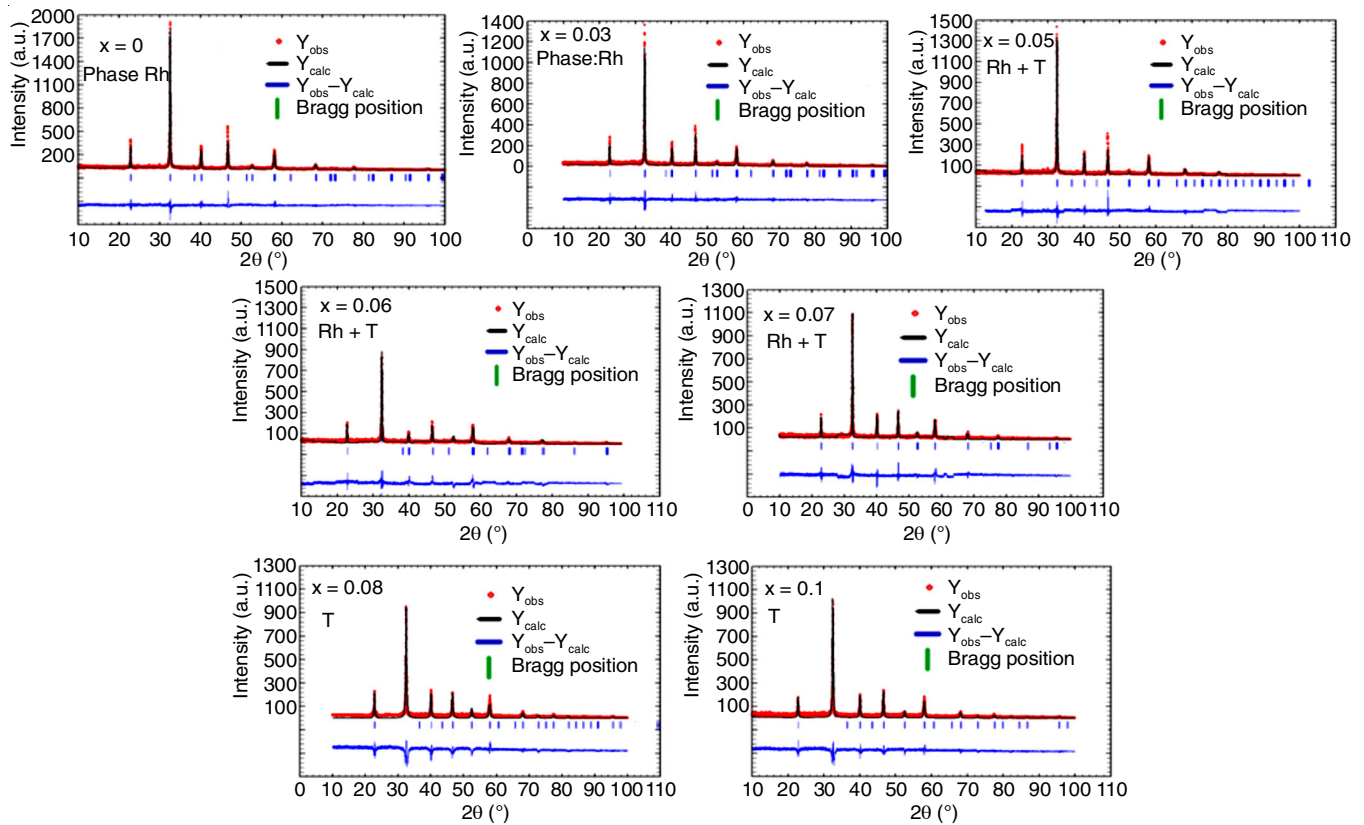 2000
1700
1400
1100
800
500
200
Intensity (a.u.)
x = 0
Phase Rh
Yobs
Ycalc
Yobs–Ycalc
Bragg position
10 20 30 40 50 60 70 80 90 100
2θ (°)
1400
1200
1000
800
600
400
200
0
Intensity (a.u.)
x = 0.03
Phase:Rh
Yobs
Ycalc
Yobs–Ycalc
Bragg position
0.00 10 20 30 40 50 60 70 80 90 100
2θ (°)
1500
1300
1100
900
700
500
300
100
Intensity (a.u.)
x = 0.05
Rh + T
Yobs
Ycalc
Yobs–Ycalc
Bragg position
10 20 30 40 50 60 70 80 90 100 110
2θ (°)
1500
1300
1100
900
700
500
300
100
Intensity (a.u.)
x = 0.06
Rh + T
Yobs
Ycalc
Yobs–Ycalc
Bragg position
10 20 30 40 50 60 70 80 90 100 110
2θ (°)
1300
1100
900
700
500
300
100
Intensity (a.u.)
x = 0.07
Rh + T
Yobs
Ycalc
Yobs–Ycalc
Bragg position
0 10 20 30 40 50 60 70 80 90 100 110
2θ (°)
1300
1100
900
700
500
300
100
Intensity (a.u.)
x = 0.08
T
Yobs
Ycalc
Yobs–Ycalc
Bragg position
0 10 20 30 40 50 60 70 80 90 100 110
2θ (°)
1300
1100
900
700
500
300
100
Intensity (a.u.)
x = 0.1
T
Yobs
Ycalc
Yobs–Ycalc
Bragg position
10 20 30 40 50 60 70 80 90 100 110
2θ (°)